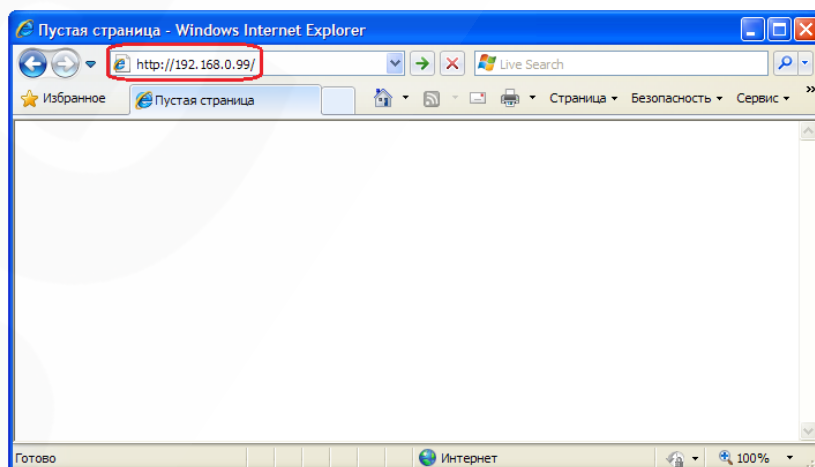 Пустая страница - Windows Internet Explorer
http://192.168.0.99/
Live Search
Избранное
Пустая страница
Страница
Безопасность
Сервис
Готово
Интернет
100%